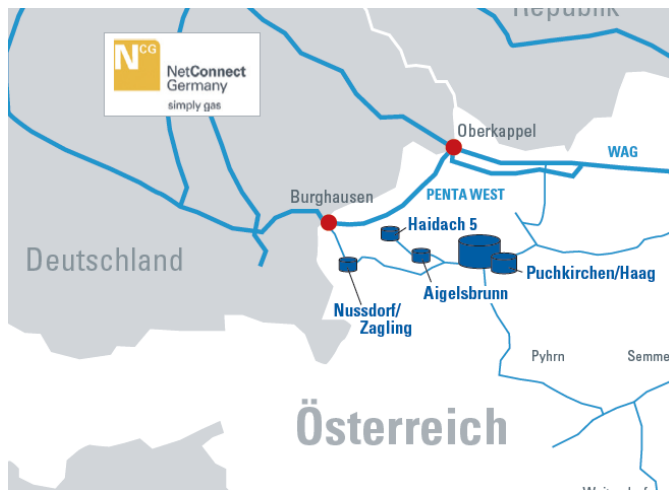 Republik
NCG
NetConnect
Germany
simply gas
Oberkappel
WAG
Burghausen
PENTA WEST
Haidach 5
Deutschland
Puchkirchen/Haag
Aigelsbrunn
Nussdorf/
Zagling
Pyhrn
Semme
Österreich